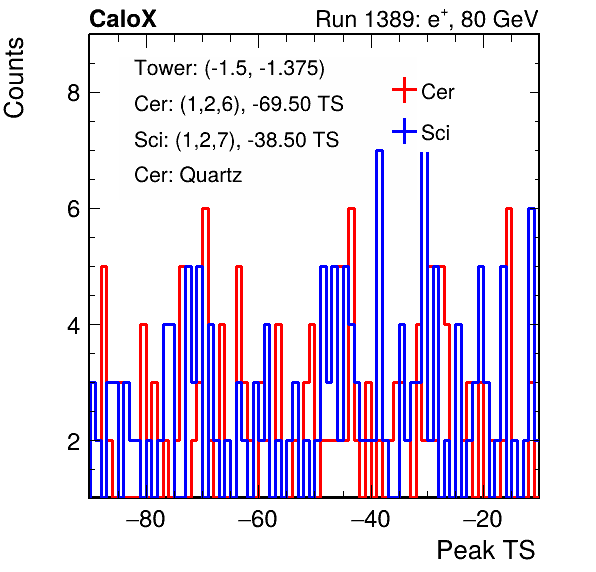 CaloX Run 1389: e⁺, 80 GeV
Counts
Tower: (-1.5, -1.375)
Cer: (1,2,6), -69.50 TS
Sci: (1,2,7), -38.50 TS
Cer: Quartz
Cer
Sci
8
6
4
2
−80 −60 −40 −20
Peak TS